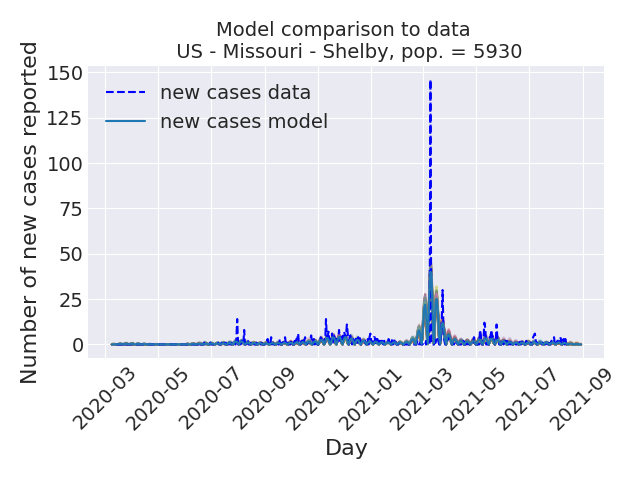 Model comparison to data
US - Missouri - Shelby, pop. = 5930
Number of new cases reported
150
125
100
75
50
25
0
new cases data
new cases model
2020-03
2020-05
2020-07
2020-09
2020-11
2021-01
2021-03
2021-05
2021-07
2021-09
Day